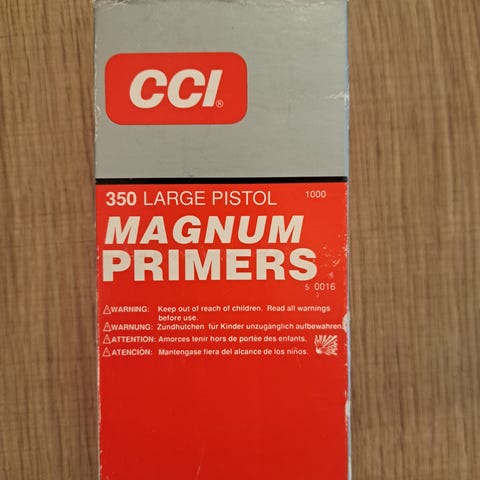 CCI®
350 LARGE PISTOL 1000
MAGNUM
PRIMERS
5 0016
⚠WARNING: Keep out of reach of children. Read all warnings
before use.
⚠WARNUNG: Zündhütchen für Kinder unzugänglich aufbewahren.
⚠ATTENTION: Amorces tenir hors de portée des enfants.
⚠ATENCION: Mantengase fiera del alcance de los niños.